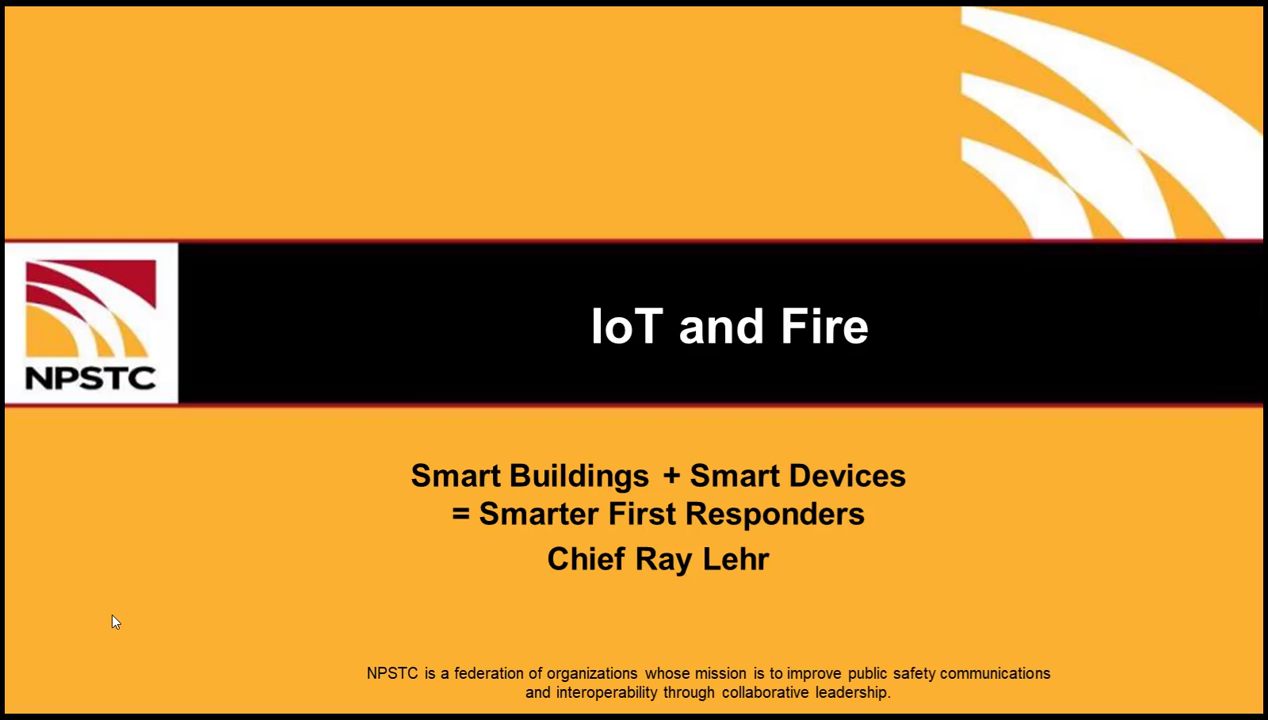 IoT and Fire
NPSTC
Smart Buildings + Smart Devices
= Smarter First Responders
Chief Ray Lehr
NPSTC is a federation of organizations whose mission is to improve public safety communications
and interoperability through collaborative leadership.